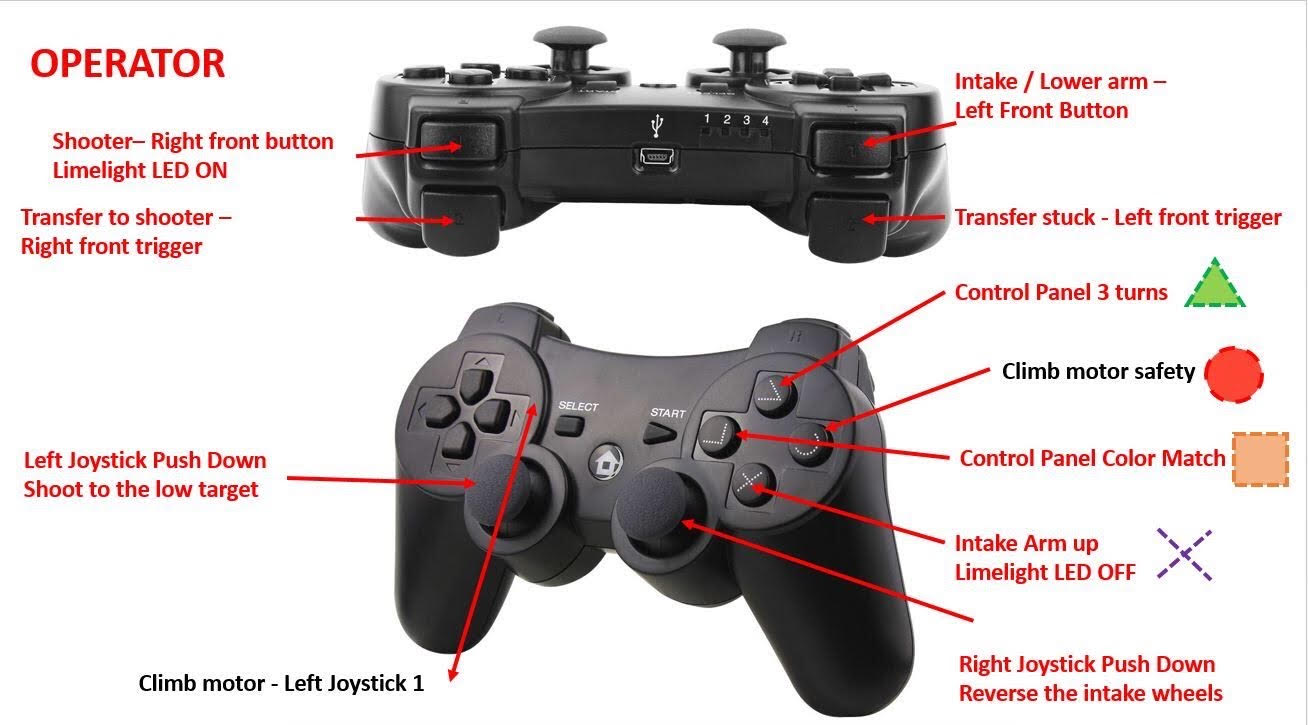 OPERATOR
Shooter– Right front button
Limelight LED ON
Transfer to shooter –
Right front trigger
1 2 3 4
Intake / Lower arm –
Left Front Button
Transfer stuck - Left front trigger
Control Panel 3 turns
Climb motor safety
Control Panel Color Match
Intake Arm up
Limelight LED OFF
Right Joystick Push Down
Reverse the intake wheels
L
R
SELECT
START
Left Joystick Push Down
Shoot to the low target
Climb motor - Left Joystick 1